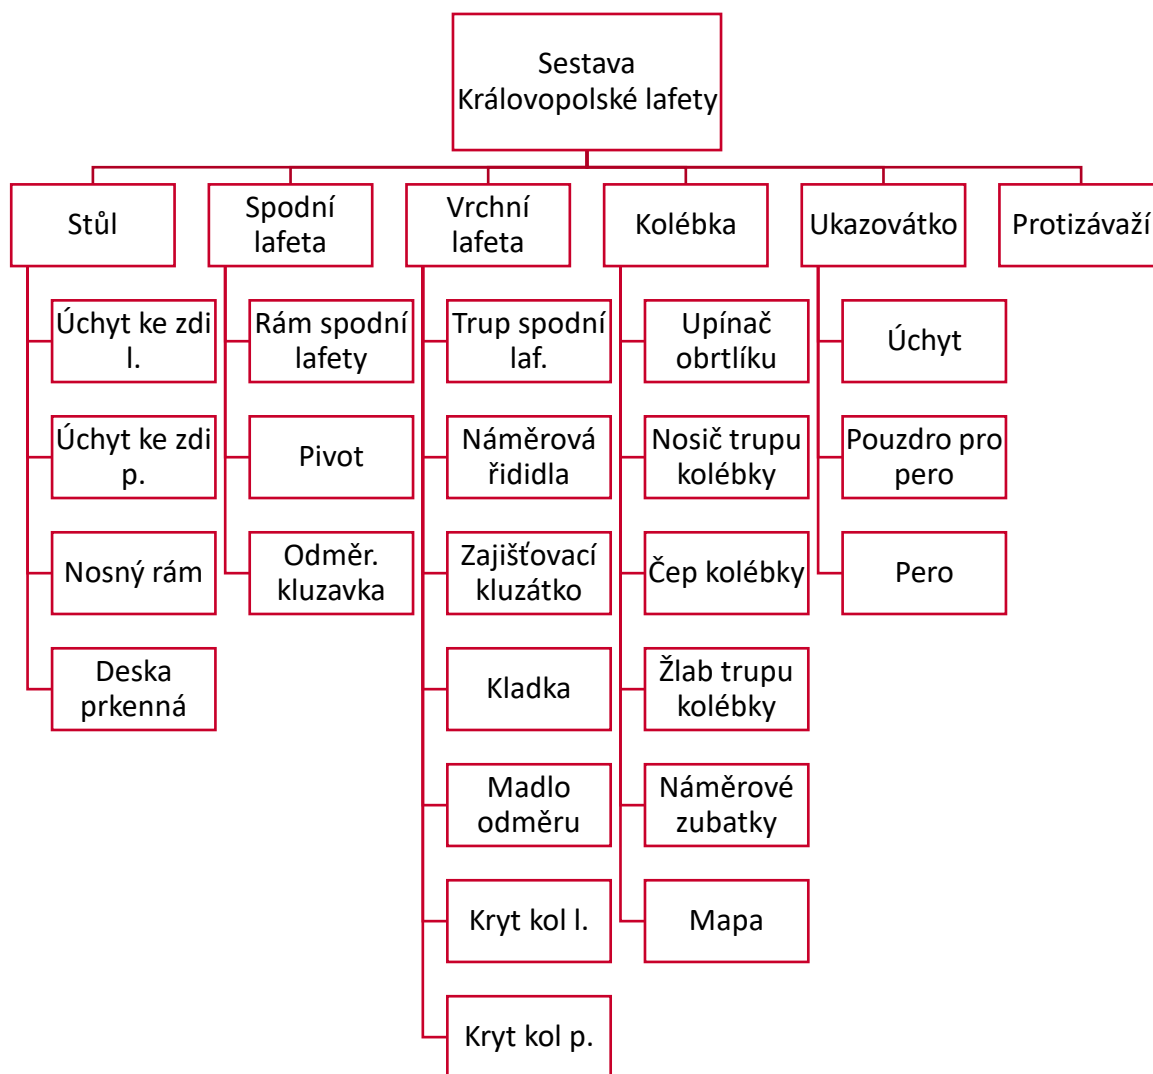 Sestava
Královopolské lafety
Stůl
Spodní
lafeta
Vrchní
lafeta
Kolébka
Ukazovátko
Protizávaží
Úchyt ke zdi
l.
Úchyt ke zdi
p.
Nosný rám
Deska
prkenná
Rám spodní
lafety
Pivot
Odměr.
kluzavka
Trup spodní
laf.
Náměrová
řididla
Zajišťovací
kluzátko
Kladka
Madlo
odměru
Kryt kol l.
Kryt kol p.
Upínač
obrtlíku
Nosič trupu
kolébky
Čep kolébky
Žlab trupu
kolébky
Náměrové
zubatky
Mapa
Úchyt
Pouzdro pro
pero
Pero